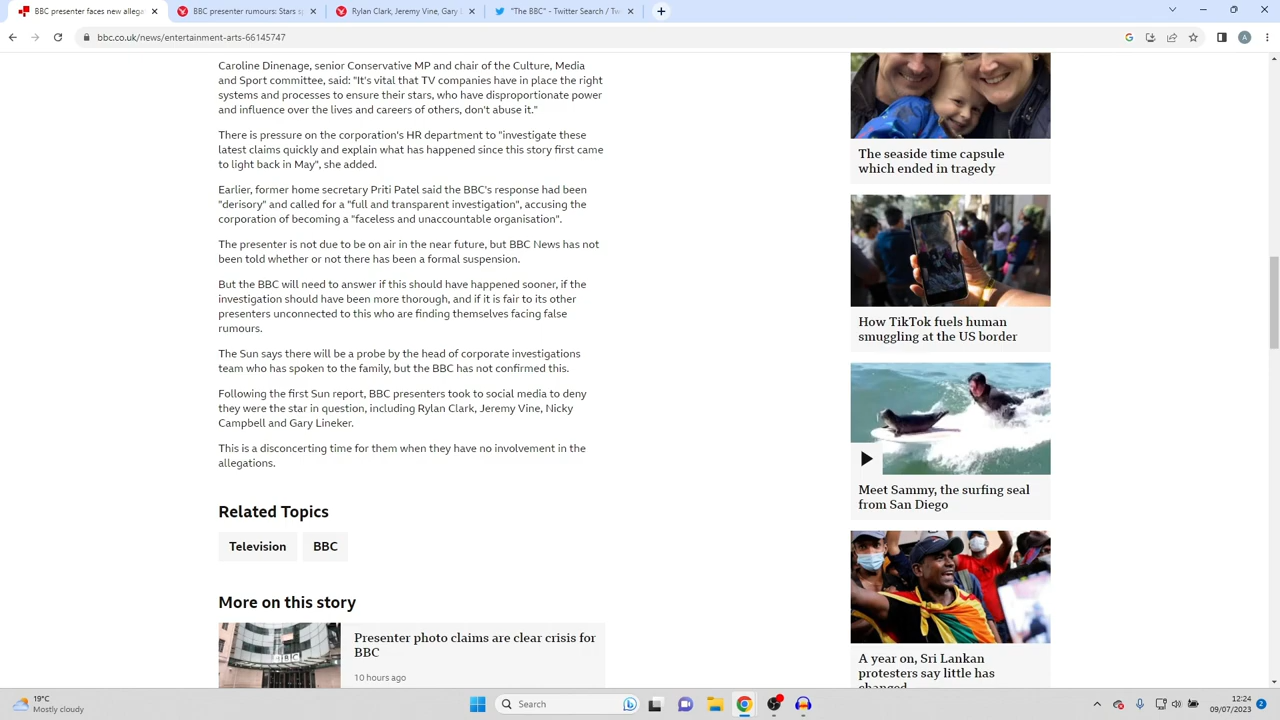 BBC presenter faces new allega
BBC presenter rumours: Stars s
Rylan Clark, Jeremy Vine, Gary L
"The BBC" - Twitter Search / Tw
bbc.co.uk/news/entertainment-arts-66145747
Caroline Dinenage, senior Conservative MP and chair of the Culture, Media
and Sport committee, said: "It's vital that TV companies have in place the right
systems and processes to ensure their stars, who have disproportionate power
and influence over the lives and careers of others, don't abuse it."
There is pressure on the corporation's HR department to "investigate these
latest claims quickly and explain what has happened since this story first came
to light back in May", she added.
Earlier, former home secretary Priti Patel said the BBC's response had been
"derisory" and called for a "full and transparent investigation", accusing the
corporation of becoming a "faceless and unaccountable organisation".
The presenter is not due to be on air in the near future, but BBC News has not
been told whether or not there has been a formal suspension.
But the BBC will need to answer if this should have happened sooner, if the
investigation should have been more thorough, and if it is fair to its other
presenters unconnected to this who are finding themselves facing false
rumours.
The Sun says there will be a probe by the head of corporate investigations
team who has spoken to the family, but the BBC has not confirmed this.
Following the first Sun report, BBC presenters took to social media to deny
they were the star in question, including Rylan Clark, Jeremy Vine, Nicky
Campbell and Gary Lineker.
This is a disconcerting time for them when they have no involvement in the
allegations.
Related Topics
Television
BBC
More on this story
BBC
Presenter photo claims are clear crisis for
BBC
10 hours ago
The seaside time capsule
which ended in tragedy
How TikTok fuels human
smuggling at the US border
Meet Sammy, the surfing seal
from San Diego
A year on, Sri Lankan
protesters say little has
changed
19°C
Mostly cloudy
Search
12:24
09/07/2023
2